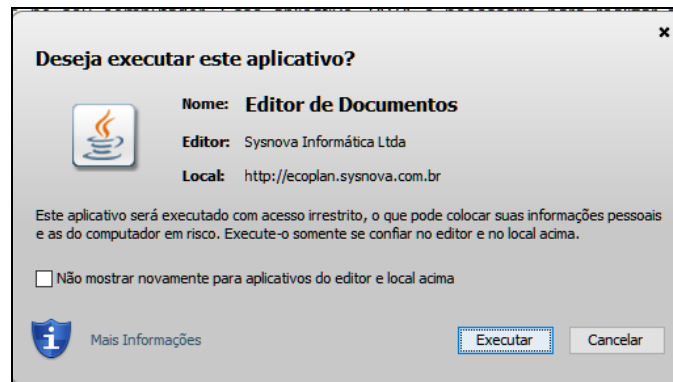 Deseja executar este aplicativo?
Nome: Editor de Documentos
Editor: Sysnova Informática Ltda
Local: http://ecoplan.sysnova.com.br
Este aplicativo será executado com acesso irrestrito, o que pode colocar suas informações pessoais
e as do computador em risco. Execute-o somente se confiar no editor e no local acima.
Não mostrar novamente para aplicativos do editor e local acima
Mais Informações
Executar
Cancelar